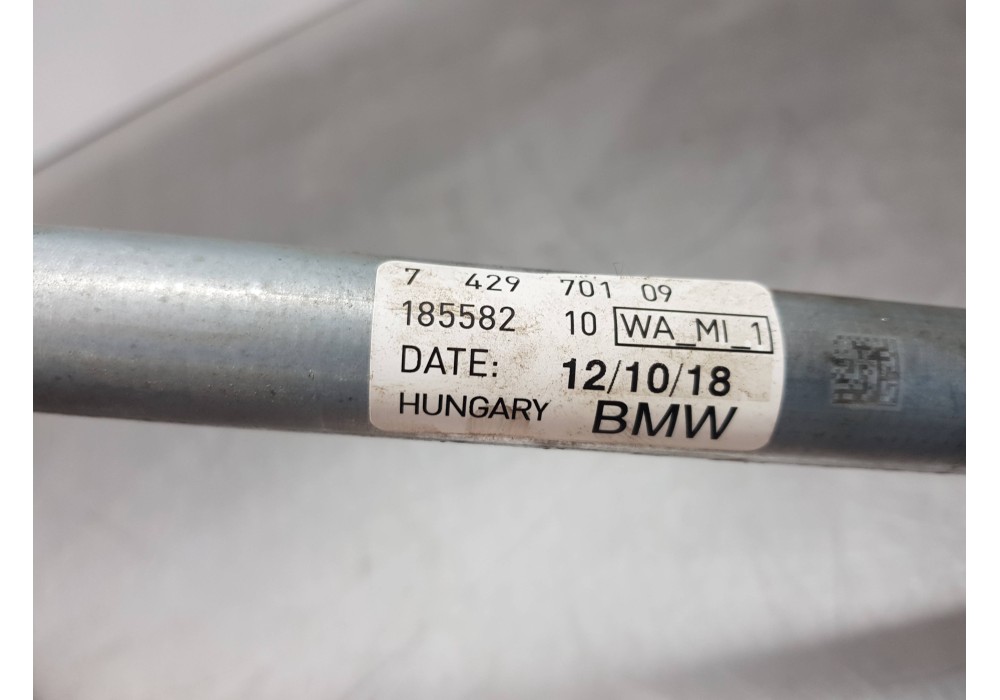 7 429 701 09
185582 10 WA_MI_1
DATE: 12/10/18
HUNGARY BMW